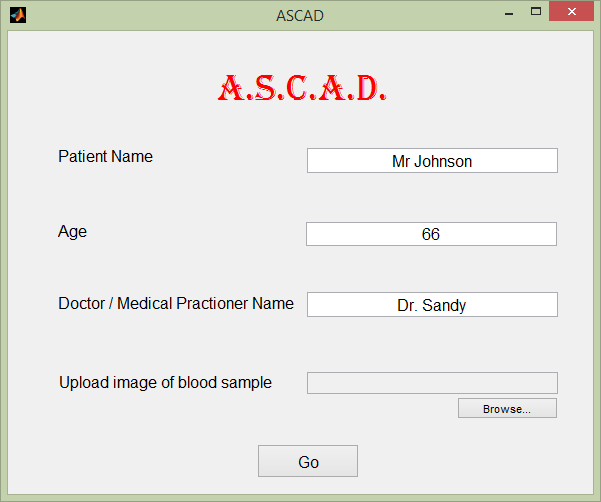 ASCAD
A.S.C.A.D.
Patient Name Mr Johnson
Age 66
Doctor / Medical Practioner Name Dr. Sandy
Upload image of blood sample
Browse...
Go